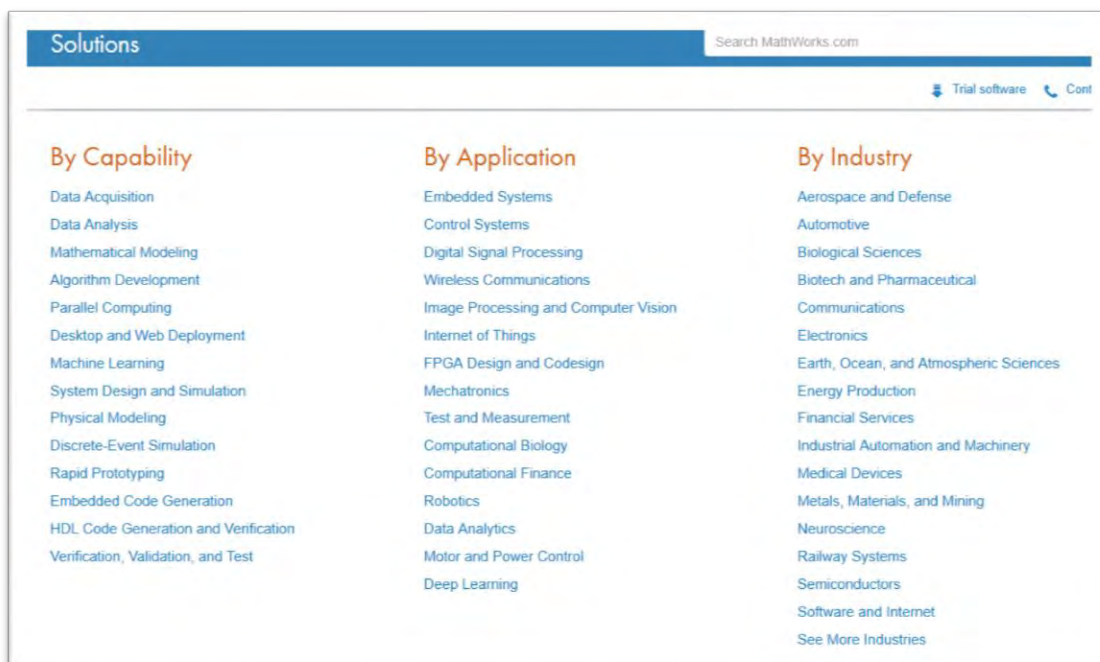 Solutions
Search MathWorks.com
Trial software
Cont
By Capability
Data Acquisition
Data Analysis
Mathematical Modeling
Algorithm Development
Parallel Computing
Desktop and Web Deployment
Machine Learning
System Design and Simulation
Physical Modeling
Discrete-Event Simulation
Rapid Prototyping
Embedded Code Generation
HDL Code Generation and Verification
Verification, Validation, and Test
By Application
Embedded Systems
Control Systems
Digital Signal Processing
Wireless Communications
Image Processing and Computer Vision
Internet of Things
FPGA Design and Codesign
Mechatronics
Test and Measurement
Computational Biology
Computational Finance
Robotics
Data Analytics
Motor and Power Control
Deep Learning
By Industry
Aerospace and Defense
Automotive
Biological Sciences
Biotech and Pharmaceutical
Communications
Electronics
Earth, Ocean, and Atmospheric Sciences
Energy Production
Financial Services
Industrial Automation and Machinery
Medical Devices
Metals, Materials, and Mining
Neuroscience
Railway Systems
Semiconductors
Software and Internet
See More Industries